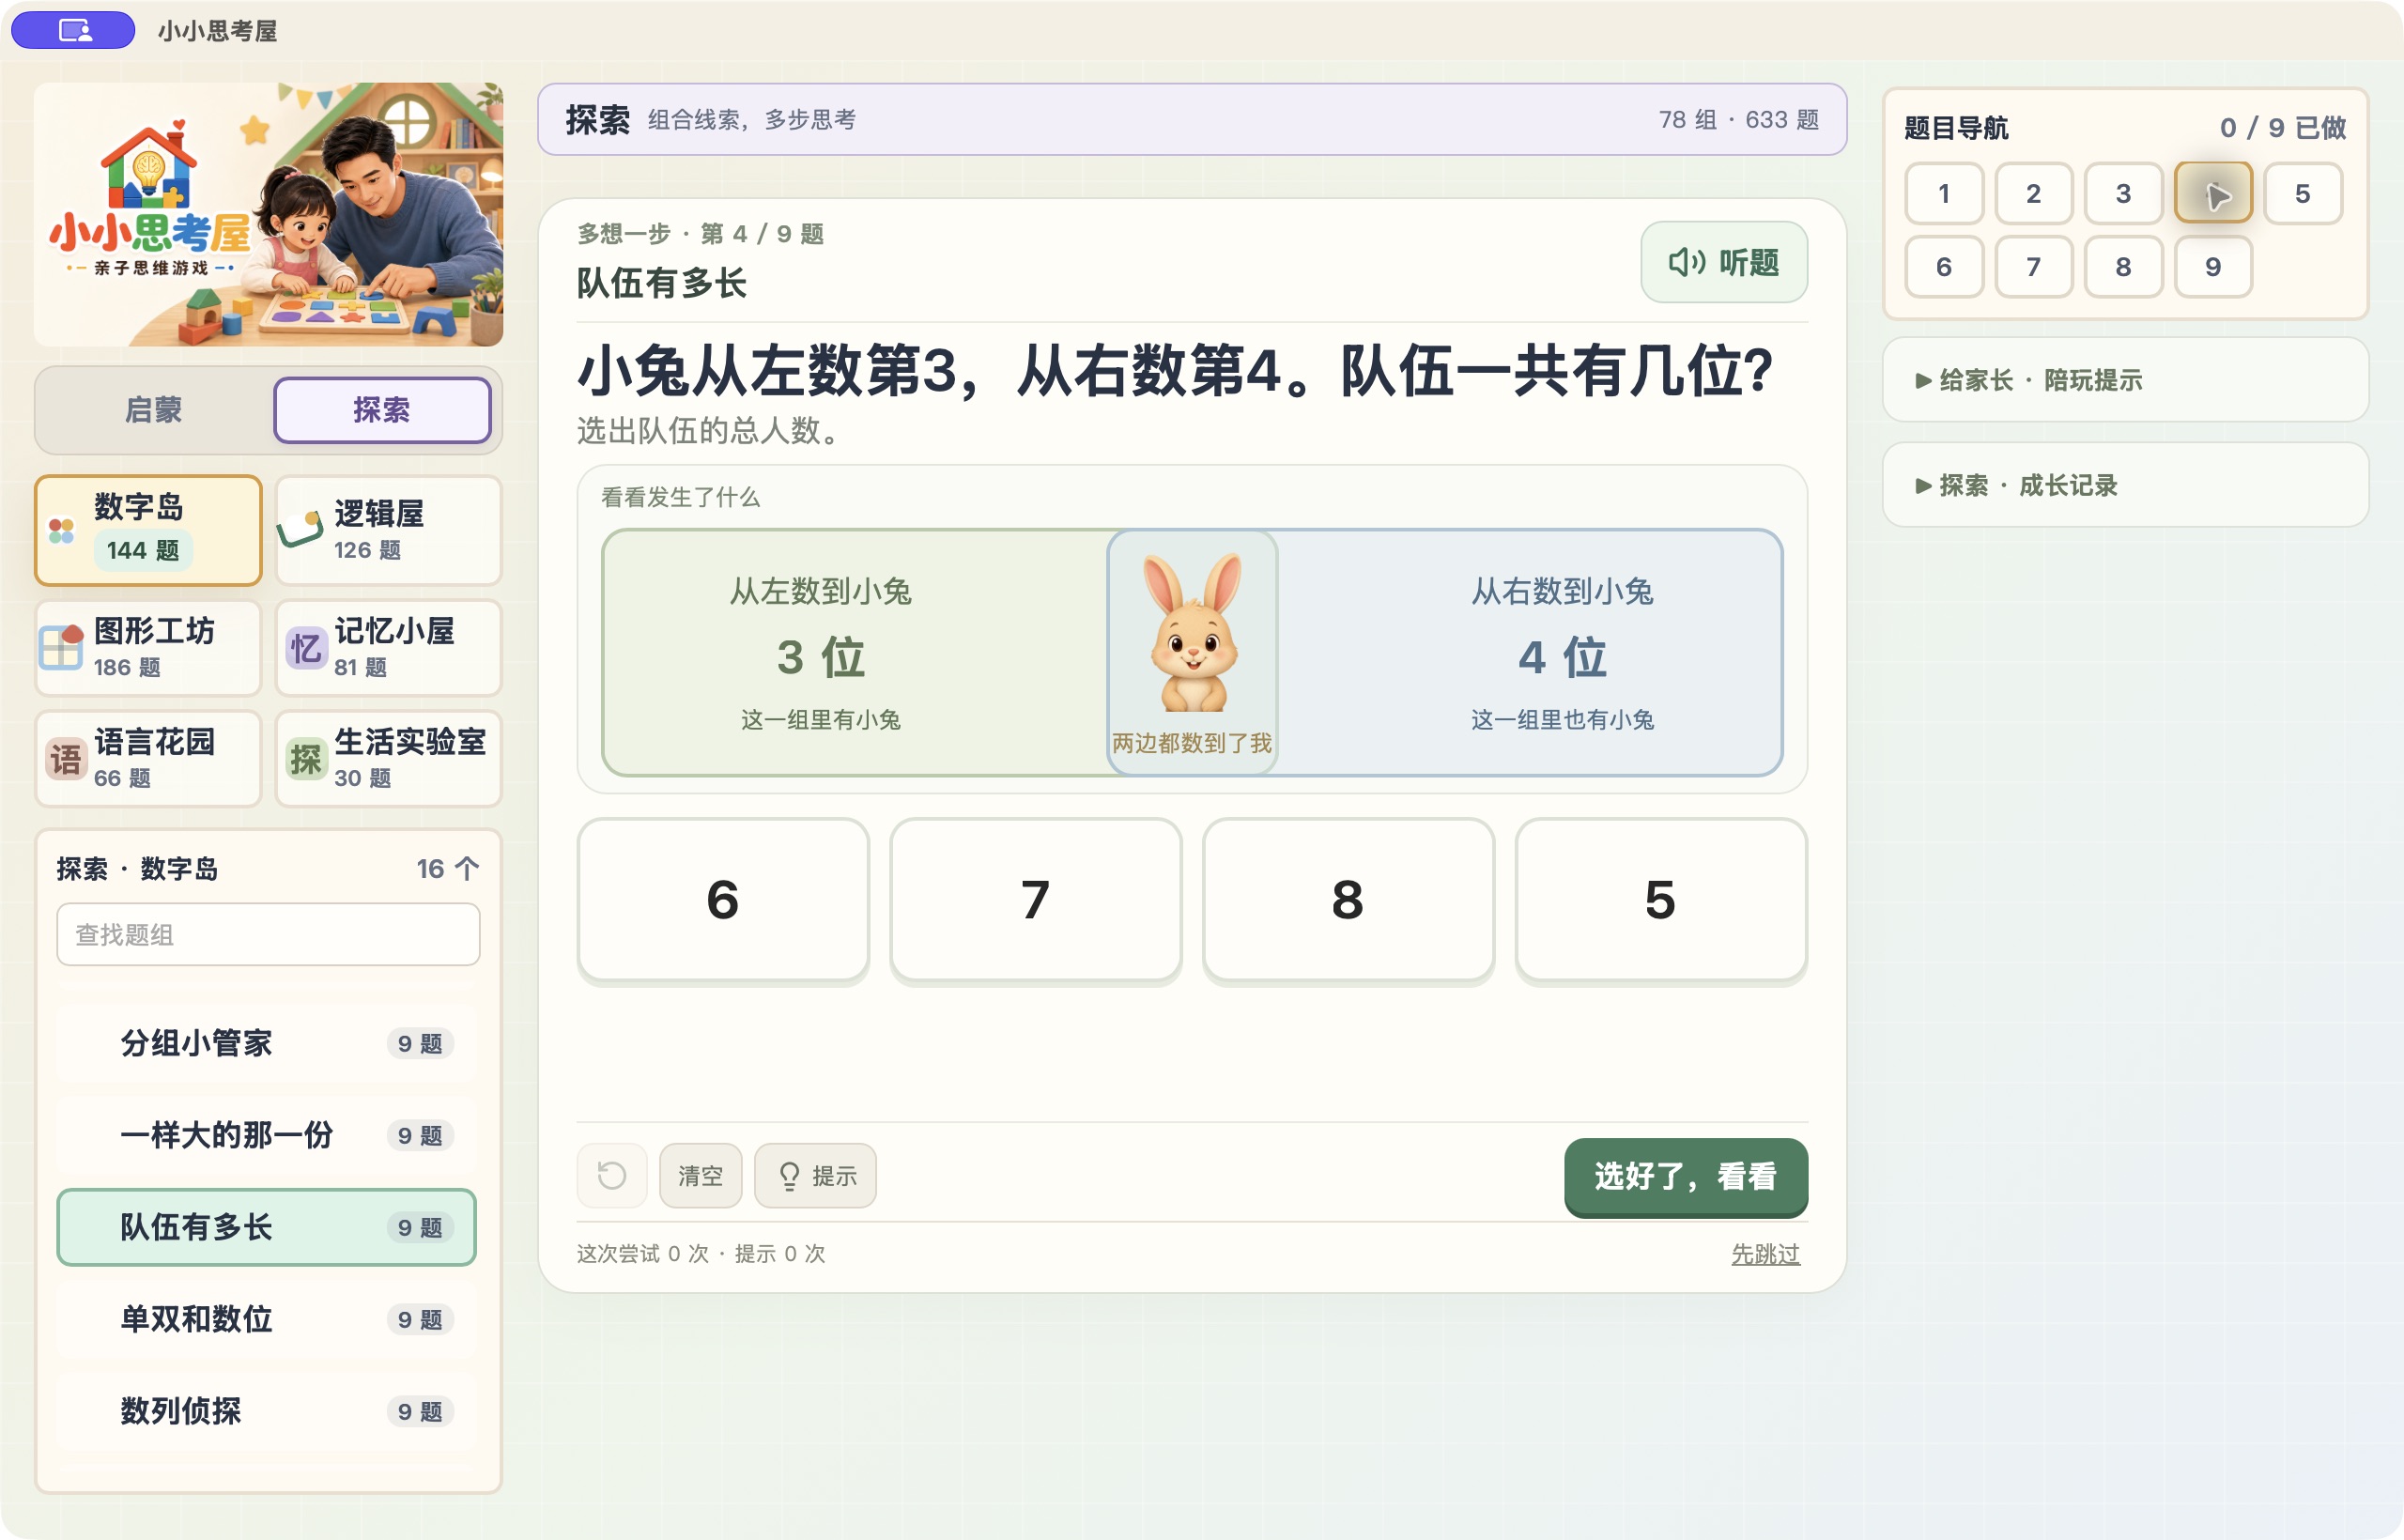 小小思考屋
小小思考屋
亲子思维游戏
启蒙
探索
数字岛
144 题
逻辑屋
126 题
图形工坊
186 题
忆
记忆小屋
81 题
语
语言花园
66 题
探
生活实验室
30 题
探索 · 数字岛
16 个
查找题组
分组小管家
9 题
一样大的那一份
9 题
队伍有多长
9 题
单双和数位
9 题
数列侦探
9 题
探索 组合线索，多步思考
78 组 · 633 题
多想一步 · 第 4 / 9 题
队伍有多长
听题
小兔从左数第3，从右数第4。队伍一共有几位?
选出队伍的总人数。
看看发生了什么
从左数到小兔
3 位
这一组里有小兔
两边都数到了我
从右数到小兔
4 位
这一组里也有小兔
6
7
8
5
清空
提示
选好了，看看
这次尝试 0 次 · 提示 0 次
先跳过
题目导航
0 / 9 已做
1
2
3
5
6
7
8
9
▶ 给家长 · 陪玩提示
▶ 探索 · 成长记录